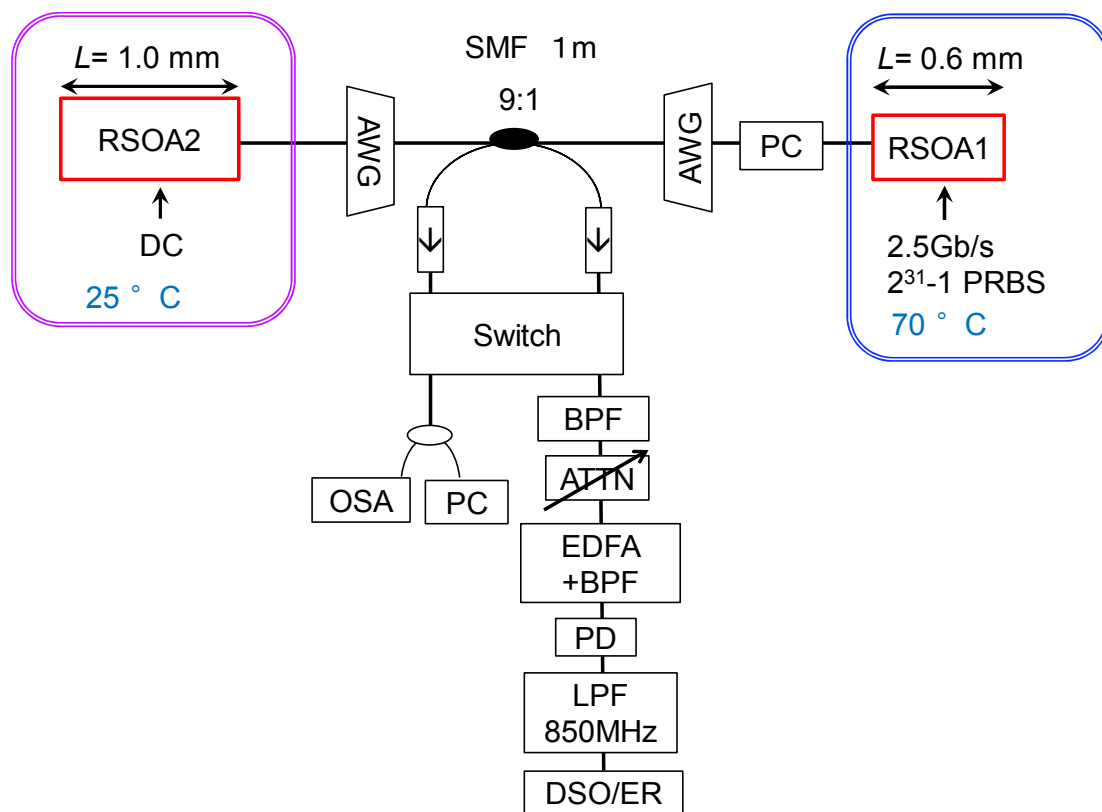 L= 1.0 mm
RSOA2
DC
25 ° C
AWG
SMF 1m
9:1
AWG
PC
L= 0.6 mm
RSOA1
2.5Gb/s
2³¹-1 PRBS
70 ° C
Switch
OSA
PC
BPF
ATTN
EDFA
+BPF
PD
LPF
850MHz
DSO/ER